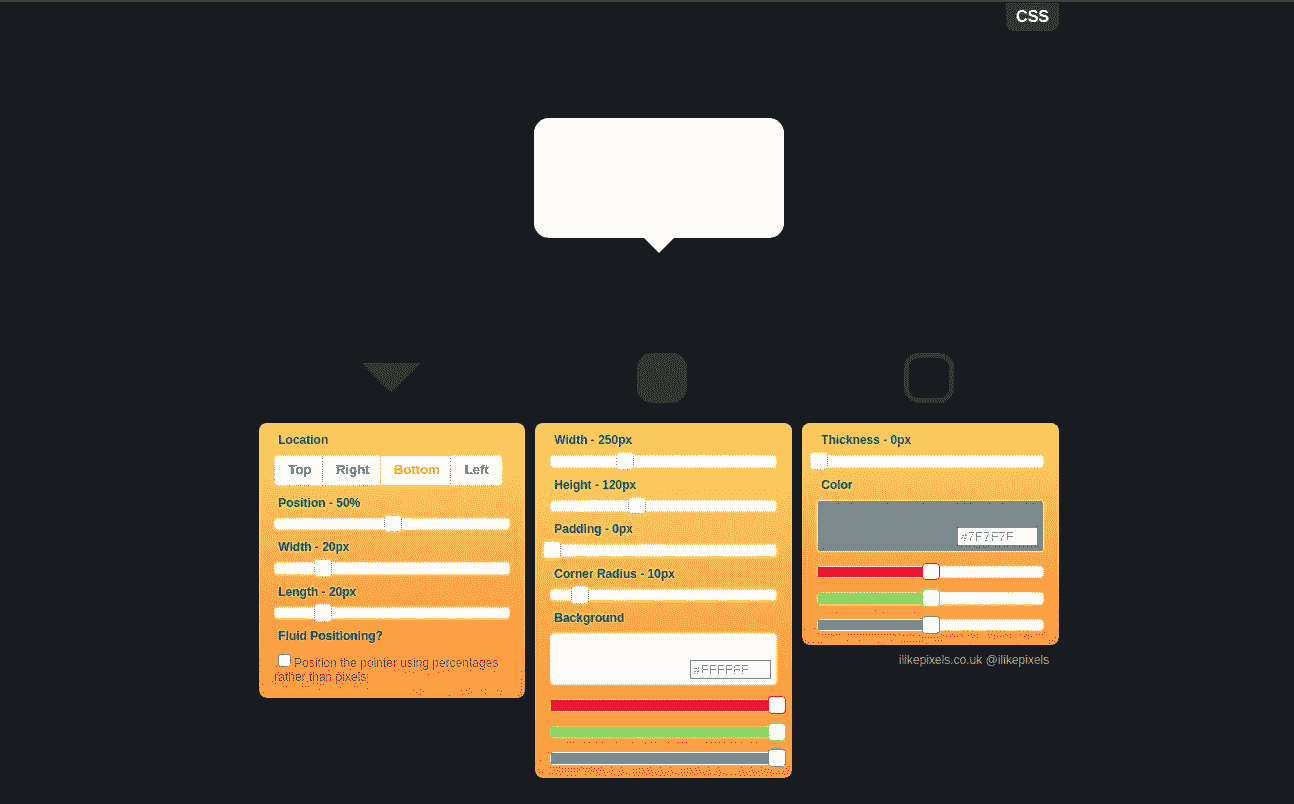 CSS
Location
Top Right Bottom Left
Position - 50%
Width - 20px
Length - 20px
Fluid Positioning?
Position the pointer using percentages
rather than pixels
Width - 250px
Height - 120px
Padding - 0px
Corner Radius - 10px
Background
#FFFFFF
Thickness - 0px
Color
#7F7F7F
ilikepixels.co.uk @ilikepixels